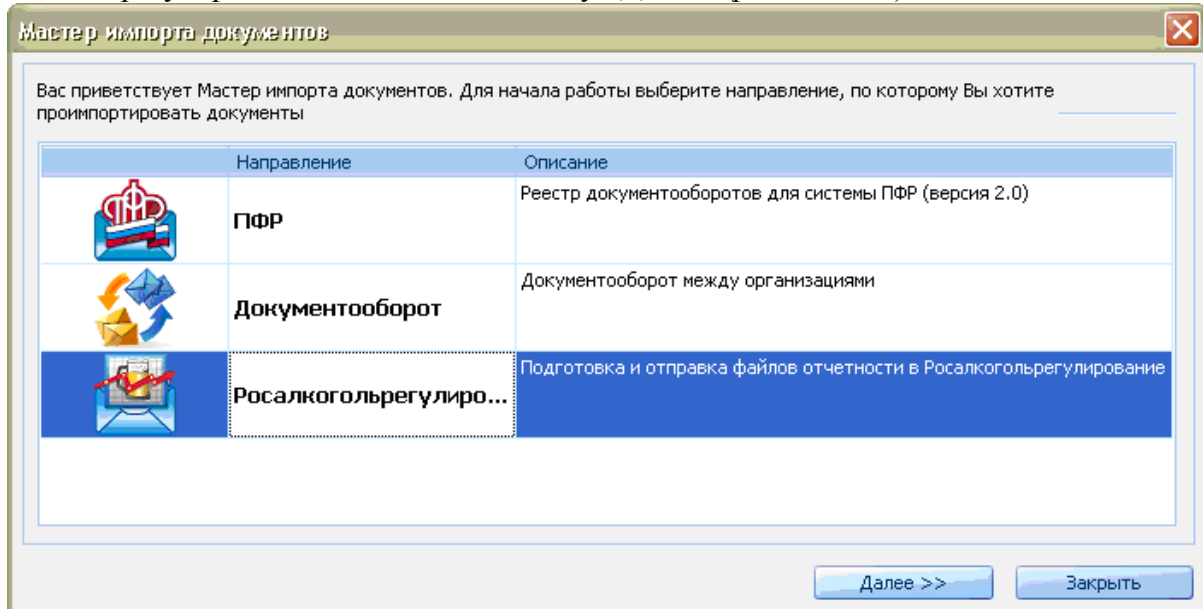 Мастер импорта документов
Вас приветствует Мастер импорта документов. Для начала работы выберите направление, по которому Вы хотите
проимпортировать документы
Направление Описание
ПФР Реестр документооборотов для системы ПФР (версия 2.0)
Документооборот Документооборот между организациями
Росалкогольрегулиро... Подготовка и отправка файлов отчетности в Росалкогольрегулирование
Далее >> Закрыть